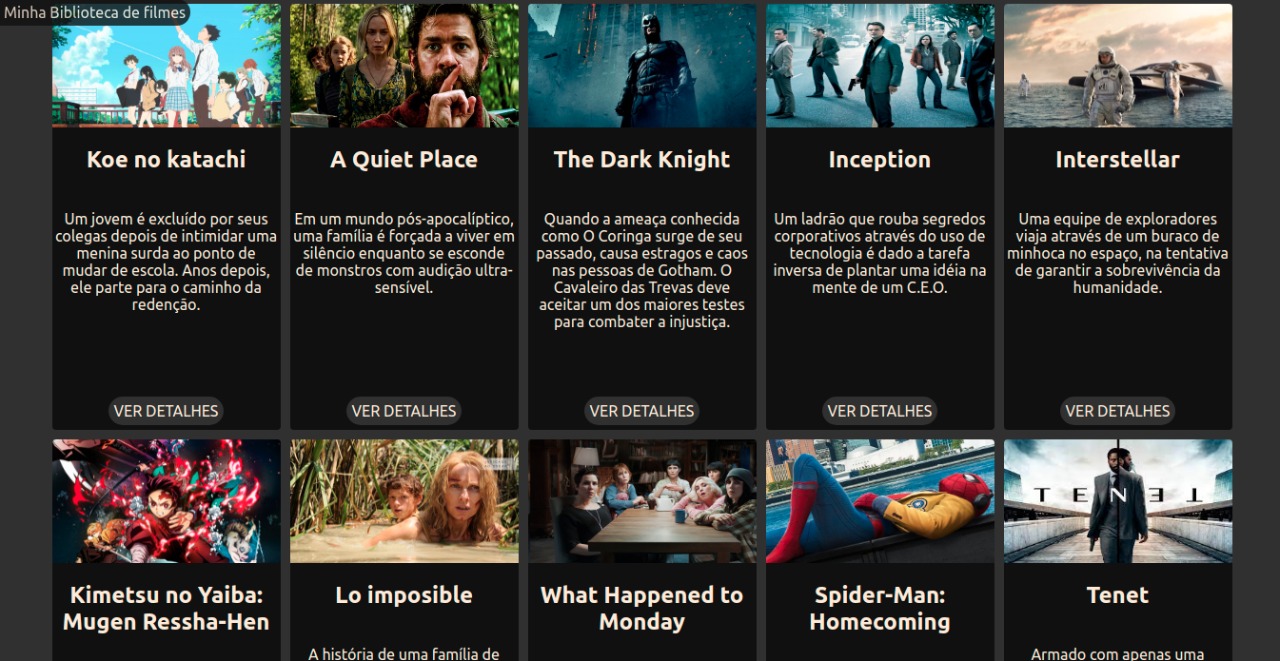 Minha Biblioteca de filmes
Koe no katachi
Um jovem é excluído por seus
colegas depois de intimidar uma
menina surda ao ponto de
mudar de escola. Anos depois,
ele parte para o caminho da
redenção.
VER DETALHES
A Quiet Place
Em um mundo pós-apocalíptico,
uma família é forçada a viver em
silêncio enquanto se esconde
de monstros com audição ultra-
sensível.
VER DETALHES
The Dark Knight
Quando a ameaça conhecida
como O Coringa surge de seu
passado, causa estragos e caos
nas pessoas de Gotham. O
Cavaleiro das Trevas deve
aceitar um dos maiores testes
para combater a injustiça.
VER DETALHES
Inception
Um ladrão que rouba segredos
corporativos através do uso de
tecnologia é dado a tarefa
inversa de plantar uma idéia na
mente de um C.E.O.
VER DETALHES
Interstellar
Uma equipe de exploradores
viaja através de um buraco de
minhoca no espaço, na tentativa
de garantir a sobrevivência da
humanidade.
VER DETALHES
Kimetsu no Yaiba:
Mugen Ressha-Hen
Lo imposible
A história de uma família de
What Happened to
Monday
Spider-Man:
Homecoming
TENET
Tenet
Armado com apenas uma